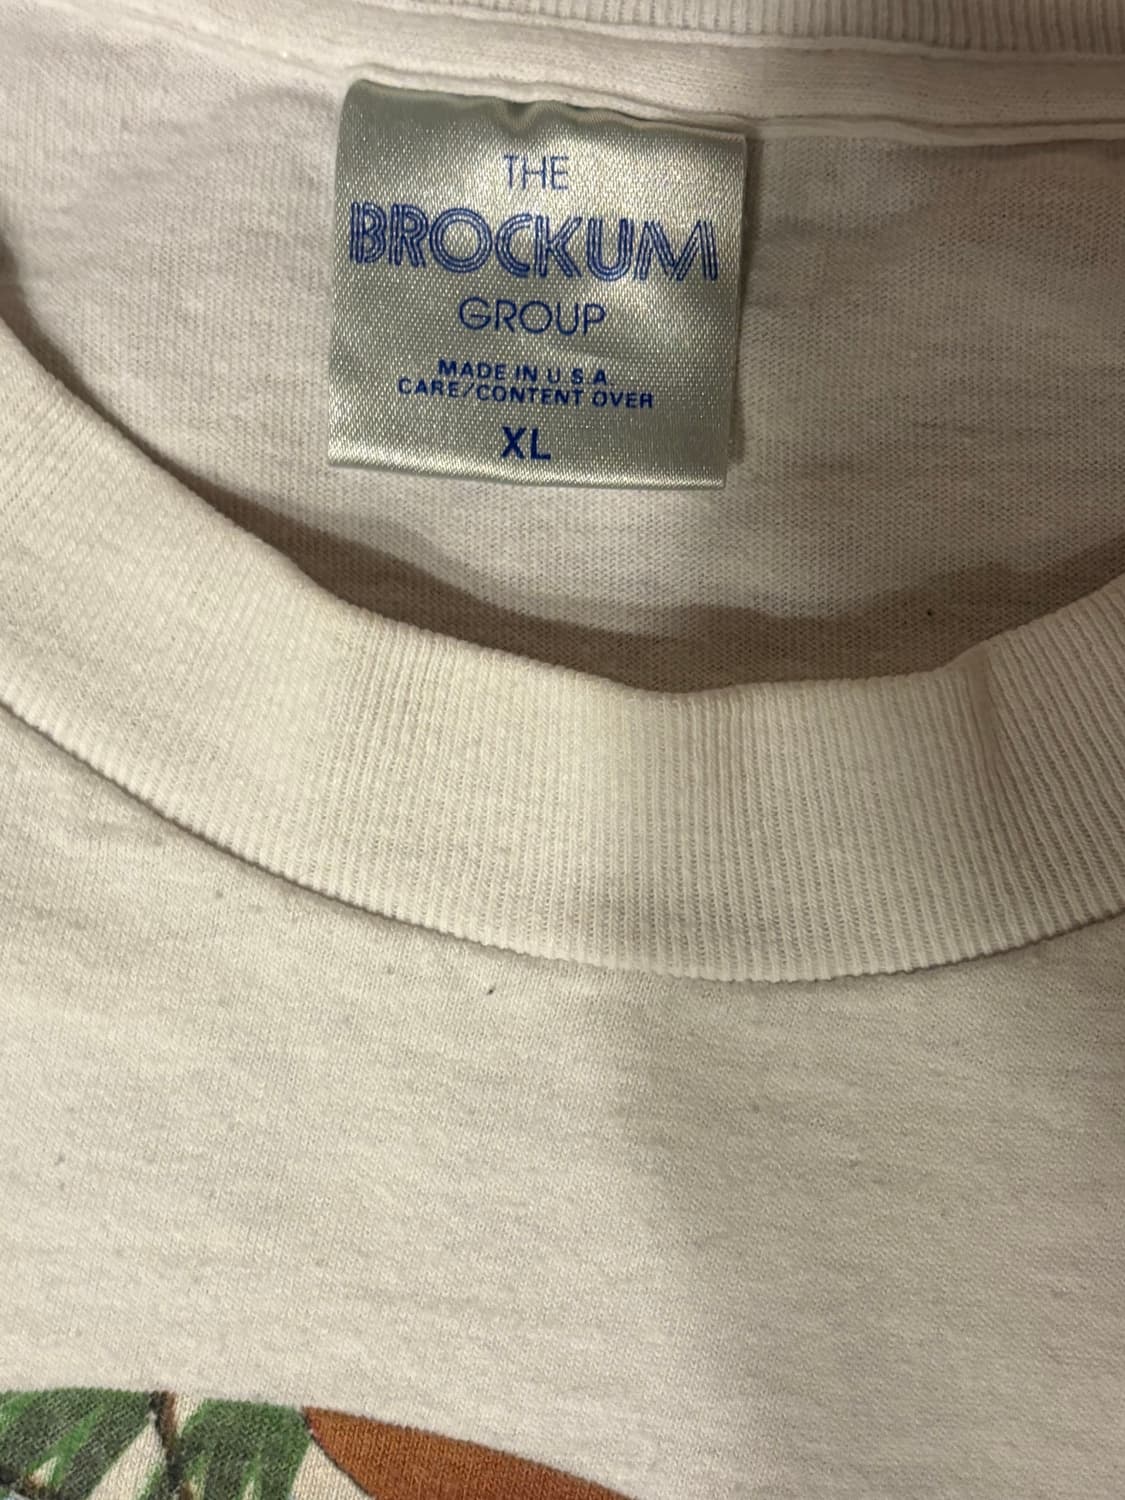 THE
BROCKUM
GROUP
MADE IN U.S.A.
CARE/CONTENT OVER
XL